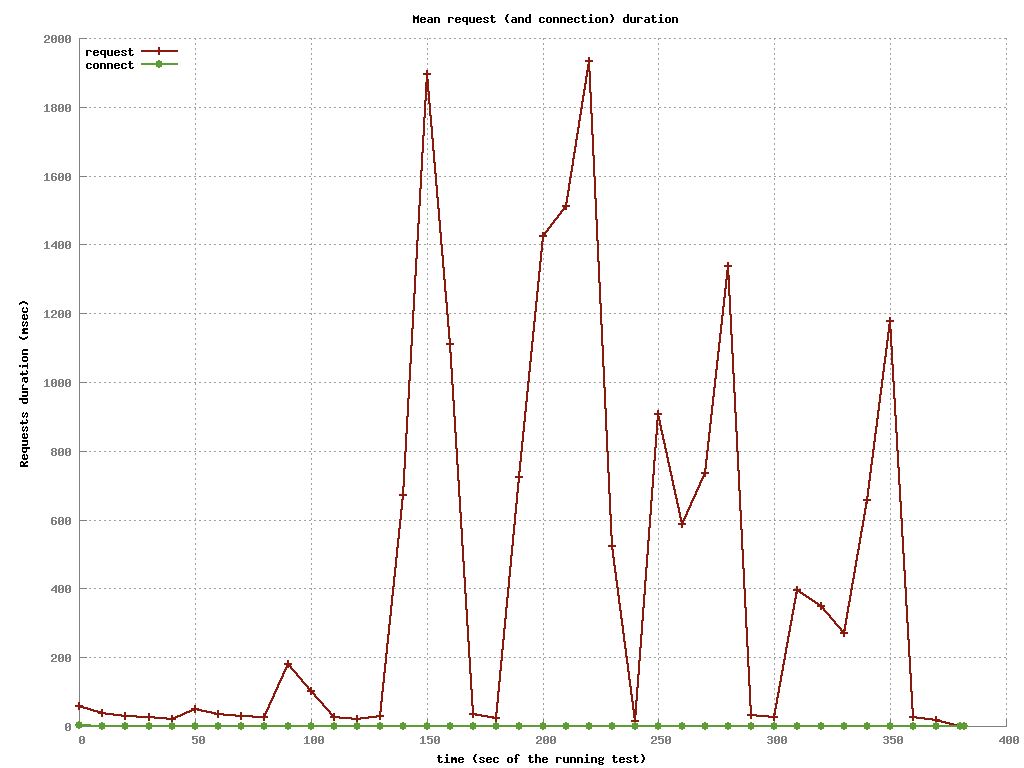 Mean request (and connection) duration
request
connect
Requests duration (msec)
2000
1800
1600
1400
1200
1000
800
600
400
200
0
0 50 100 150 200 250 300 350 400
time (sec of the running test)